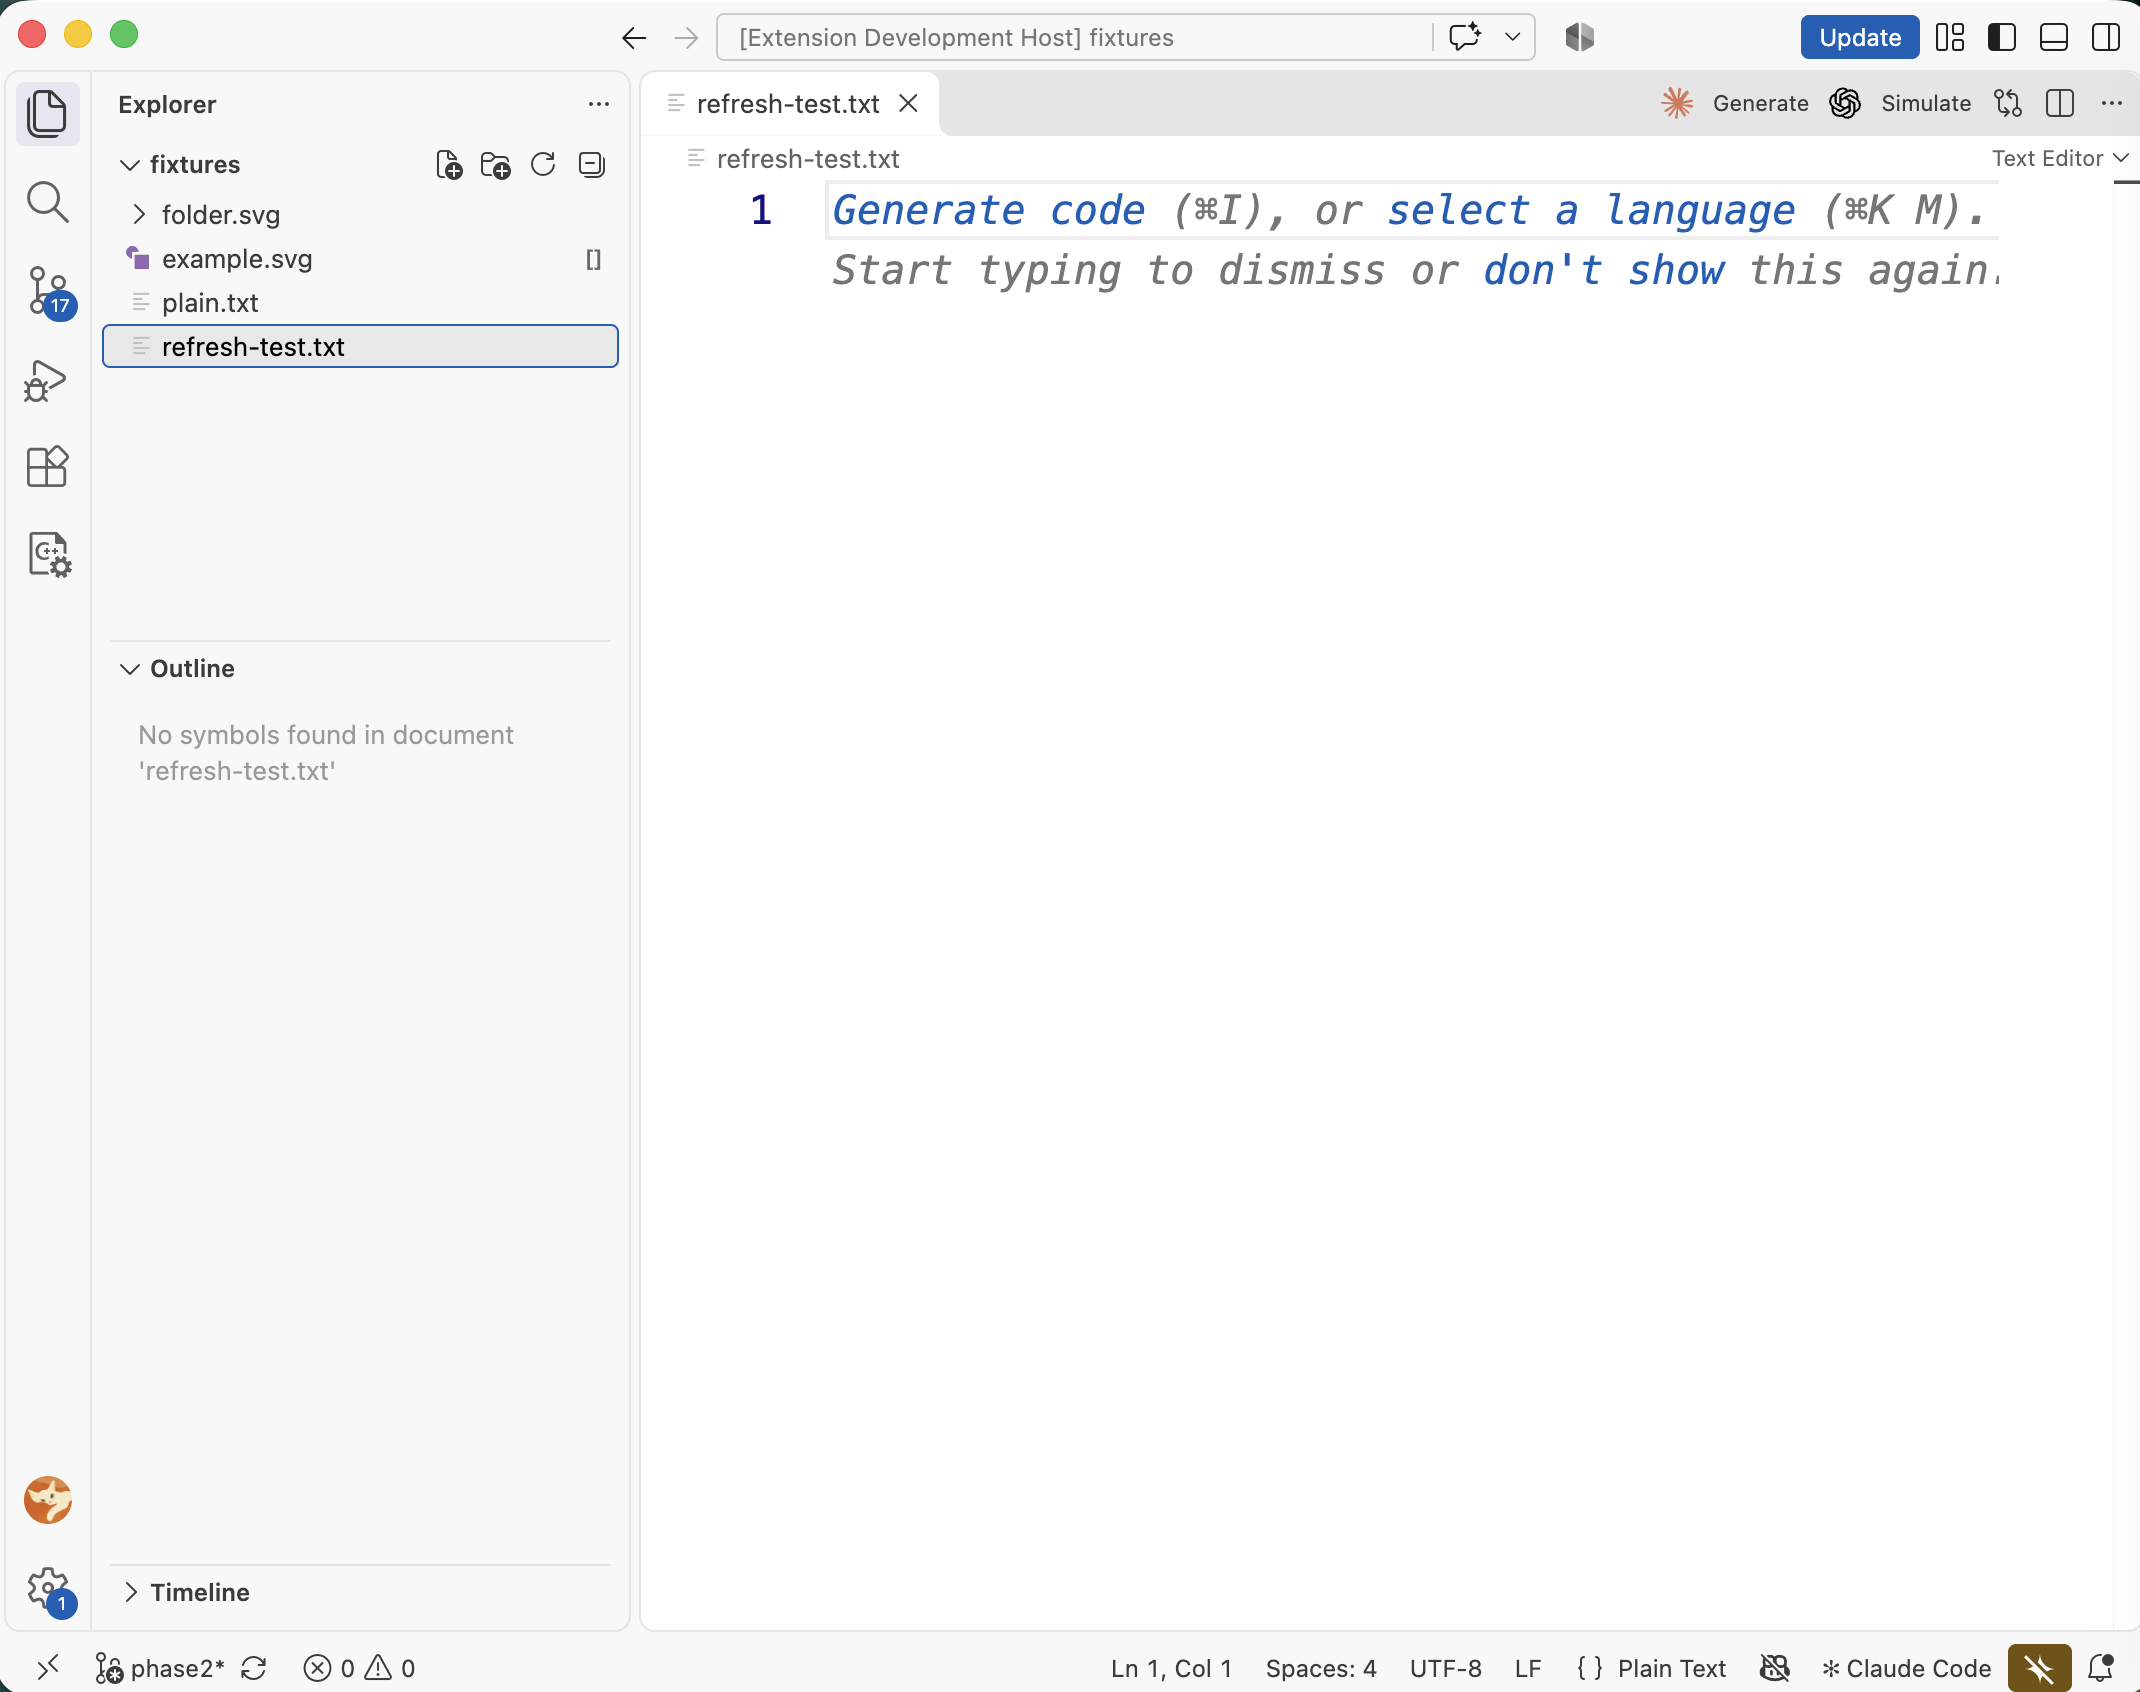 [Extension Development Host] fixtures
Update
Explorer
refresh-test.txt
Generate
Simulate
fixtures
refresh-test.txt
Text Editor
folder.svg
example.svg []
plain.txt
refresh-test.txt
1
Generate code (⌘I), or select a language (⌘K M).
Start typing to dismiss or don't show this again.
17
Outline
No symbols found in document
'refresh-test.txt'
Timeline
1
phase2* 0 0
Ln 1, Col 1 Spaces: 4 UTF-8 LF {} Plain Text Claude Code